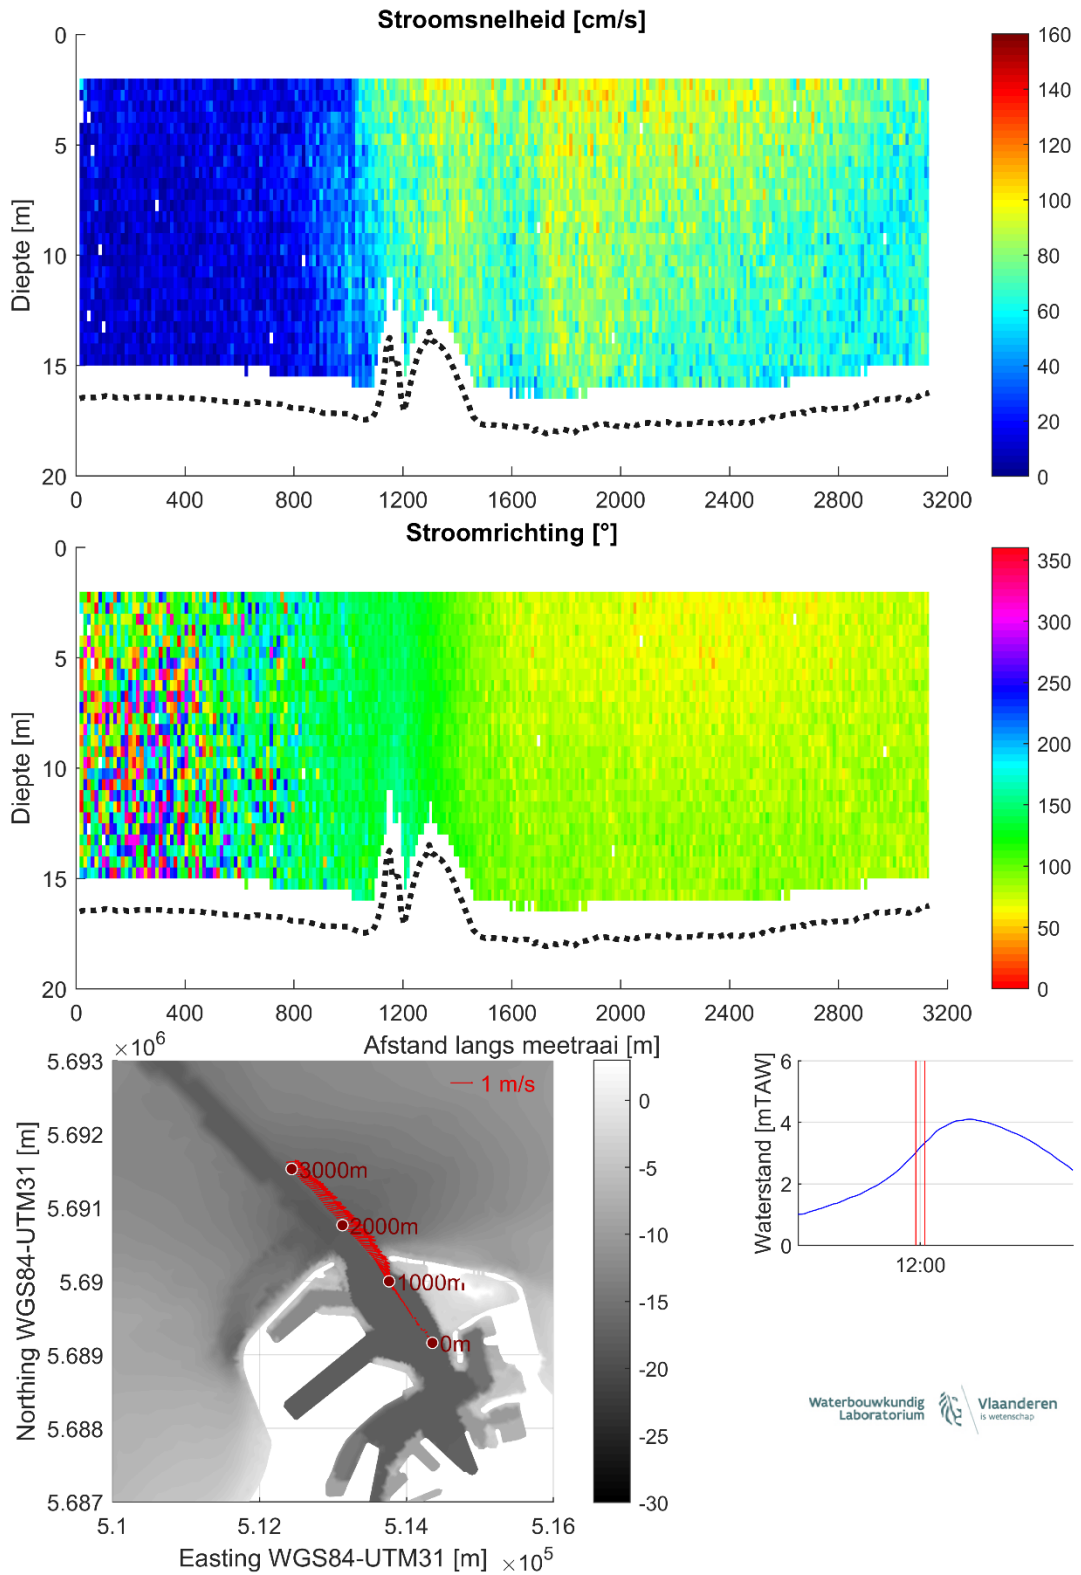 Stroomsnelheid [cm/s]
0
5
10
15
20
Diepte [m]
0 400 800 1200 1600 2000 2400 2800 3200
160
140
120
100
80
60
40
20
0
Stroomrichting [°]
0
5
10
15
20
Diepte [m]
0 400 800 1200 1600 2000 2400 2800 3200
350
300
250
200
150
100
50
0
Afstand langs meetraai [m]
×10⁶
5.693
5.692
5.691
5.69
5.689
5.688
5.687
Northing WGS84-UTM31 [m]
1 m/s
3000m
2000m
1000m
0m
5.1 5.12 5.14 5.16
Easting WGS84-UTM31 [m] ×10⁵
0
-5
-10
-15
-20
-25
-30
Waterstand [mTAW]
6
4
2
0
12:00
Waterbouwkundig
Laboratorium
Vlaanderen
is wetenschap